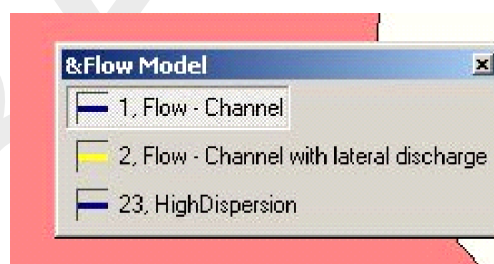 &Flow Model
1, Flow - Channel
2, Flow - Channel with lateral discharge
23, HighDispersion